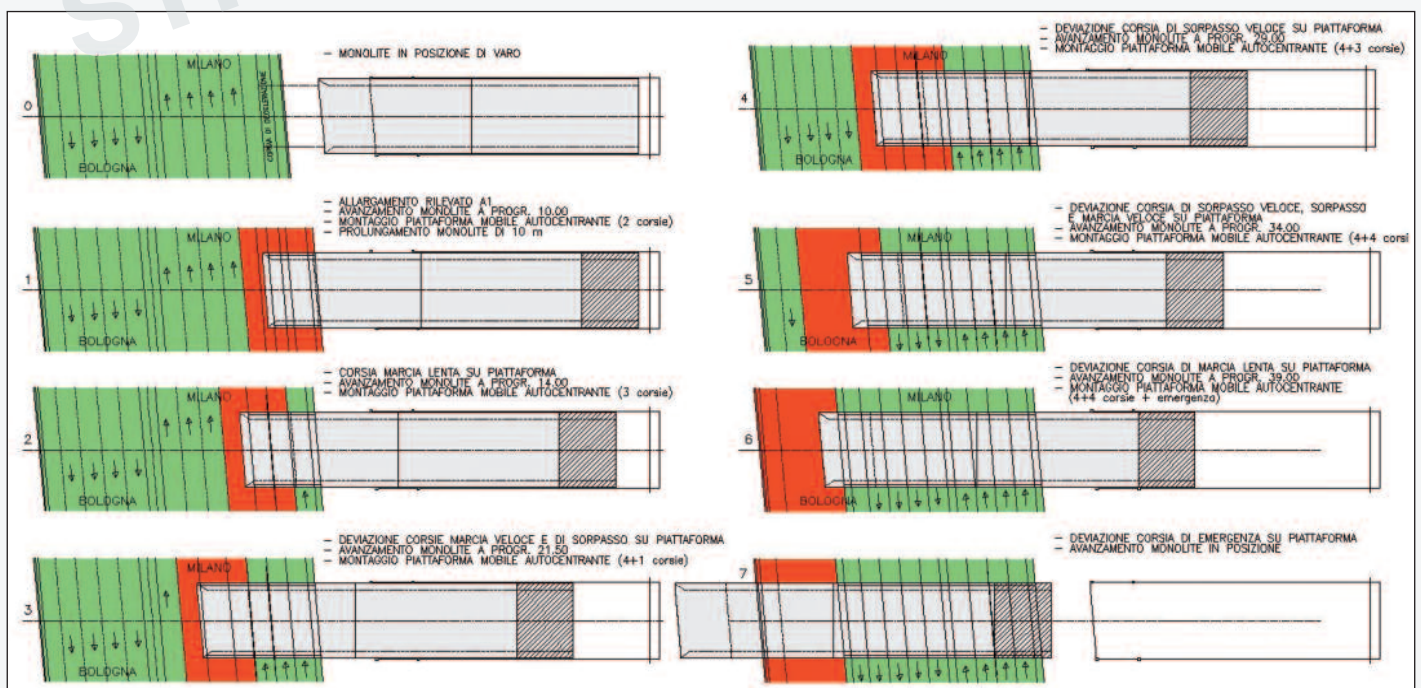 0
MILANO
CORSIA DI DECELERAZIONE
BOLOGNA
- MONOLITE IN POSIZIONE DI VARO
1
MILANO
BOLOGNA
- ALLARGAMENTO RILEVATO A1
- AVANZAMENTO MONOLITE A PROGR. 10.00
- MONTAGGIO PIATTAFORMA MOBILE AUTOCENTRANTE (2 corsie)
- PROLUNGAMENTO MONOLITE DI 10 m
2
MILANO
BOLOGNA
- CORSIA MARCIA LENTA SU PIATTAFORMA
- AVANZAMENTO MONOLITE A PROGR. 14.00
- MONTAGGIO PIATTAFORMA MOBILE AUTOCENTRANTE (3 corsie)
3
MILANO
BOLOGNA
- DEVIAZIONE CORSIE MARCIA VELOCE E DI SORPASSO SU PIATTAFORMA
- AVANZAMENTO MONOLITE A PROGR. 21.50
- MONTAGGIO PIATTAFORMA MOBILE AUTOCENTRANTE (4+1 corsie)
4
MILANO
BOLOGNA
- DEVIAZIONE CORSIA DI SORPASSO VELOCE SU PIATTAFORMA
- AVANZAMENTO MONOLITE A PROGR. 29.00
- MONTAGGIO PIATTAFORMA MOBILE AUTOCENTRANTE (4+3 corsie)
5
MILANO
BOLOGNA
- DEVIAZIONE CORSIA DI SORPASSO VELOCE, SORPASSO
E MARCIA VELOCE SU PIATTAFORMA
- AVANZAMENTO MONOLITE A PROGR. 34.00
- MONTAGGIO PIATTAFORMA MOBILE AUTOCENTRANTE (4+4 corsi
6
MILANO
BOLOGNA
- DEVIAZIONE CORSIA DI MARCIA LENTA SU PIATTAFORMA
- AVANZAMENTO MONOLITE A PROGR. 39.00
- MONTAGGIO PIATTAFORMA MOBILE AUTOCENTRANTE
(4+4 corsie + emergenza)
7
- DEVIAZIONE CORSIA DI EMERGENZA SU PIATTAFORMA
- AVANZAMENTO MONOLITE IN POSIZIONE